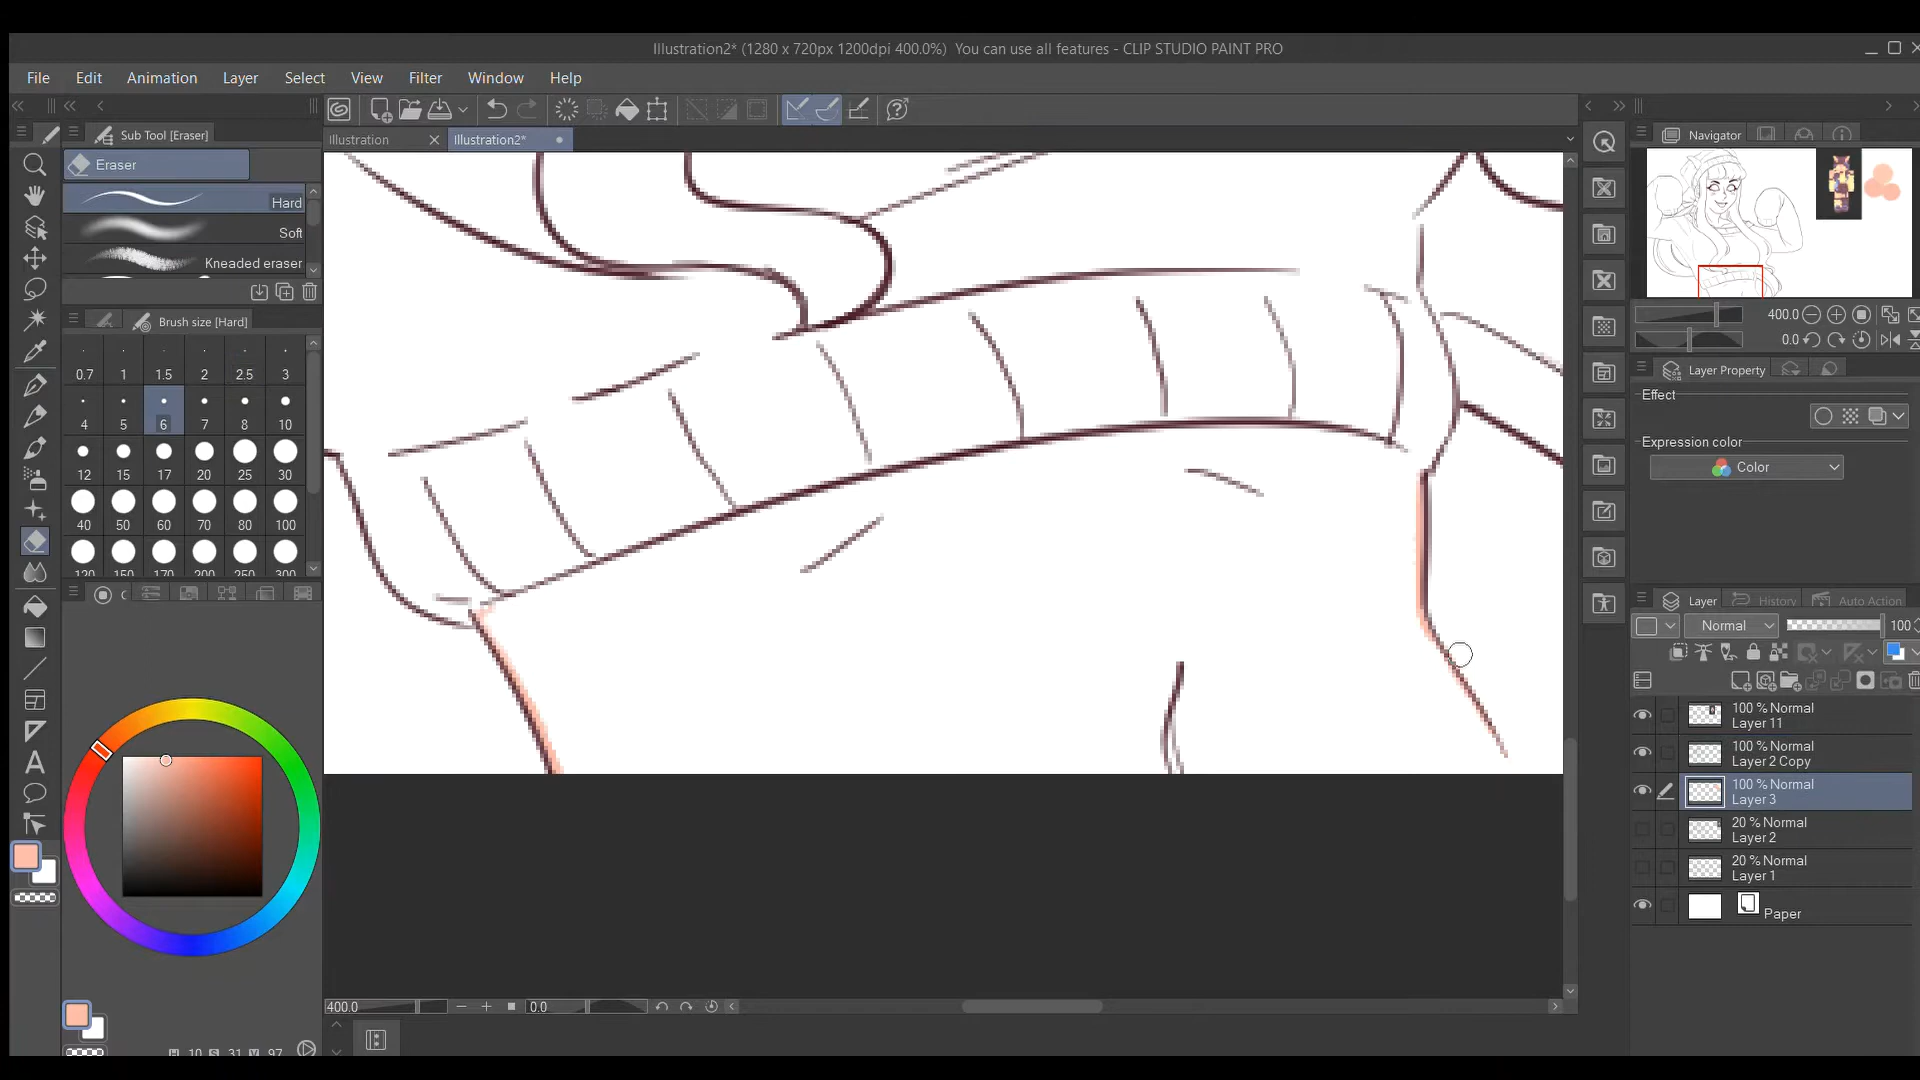 Illustration2* (1280 x 720px 1200dpi 400.0%)  You can use all features - CLIP STUDIO PAINT PRO
File Edit Animation Layer Select View Filter Window Help
Sub Tool [Eraser]
Eraser
Hard
Soft
Kneaded eraser
Brush size [Hard]
0.7 1 1.5 2 2.5 3
4 5 6 7 8 10
12 15 17 20 25 30
40 50 60 70 80 100
120 150 170 200 250 300
H 10 S 31 V 97
Illustration
Illustration2*
400.0
0.0
Navigator
400.0
0.0
Layer Property
Effect
Expression color
Color
Layer History Auto Action
Normal 100
100 % Normal
Layer 11
100 % Normal
Layer 2 Copy
100 % Normal
Layer 3
20 % Normal
Layer 2
20 % Normal
Layer 1
Paper